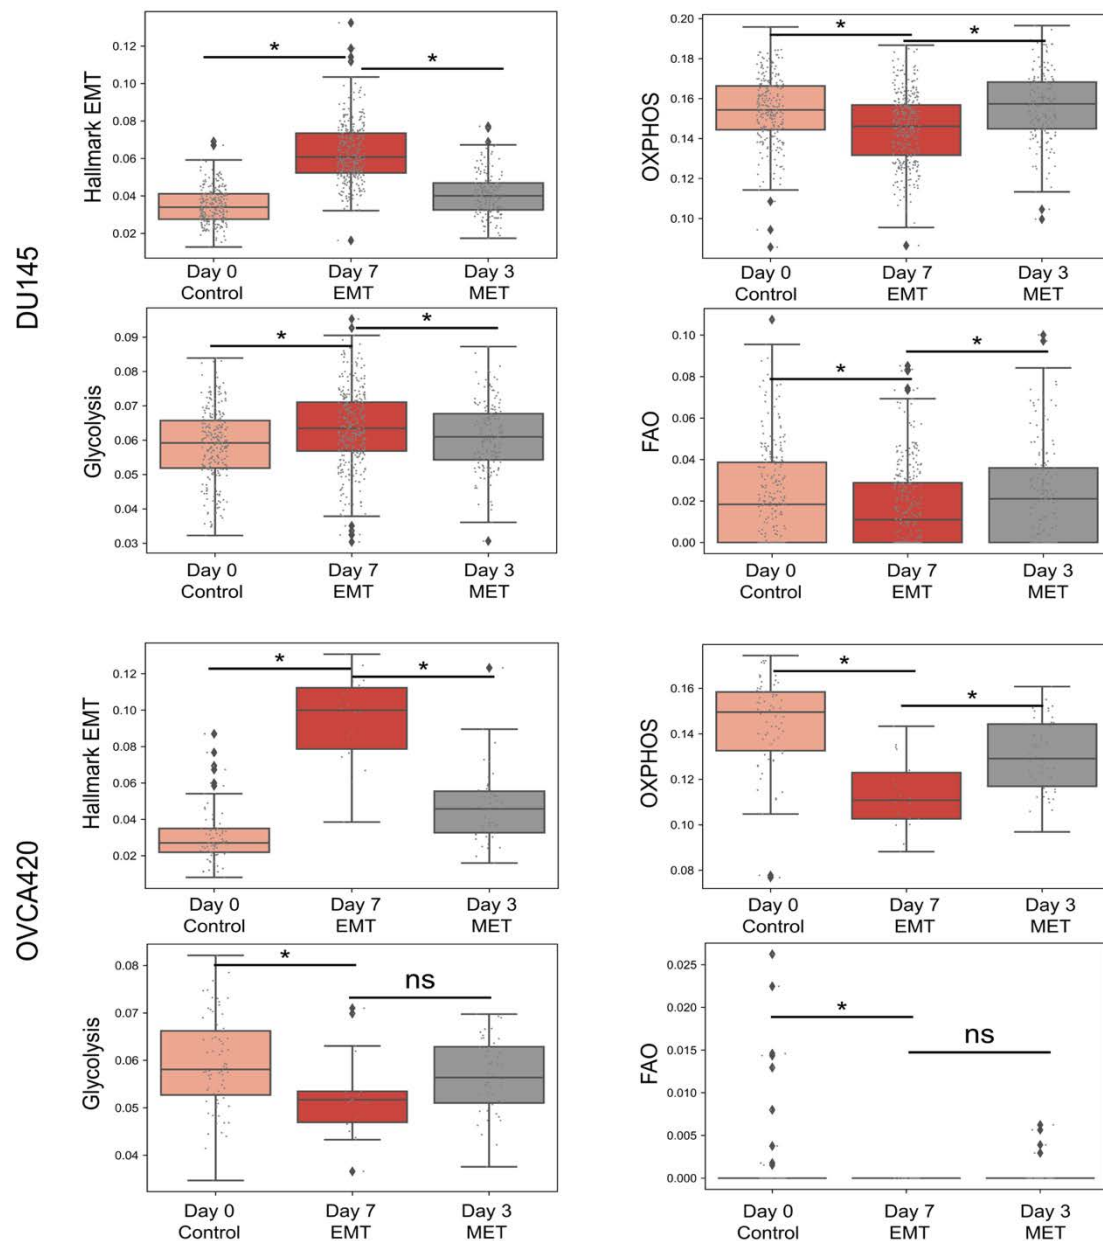 DU145
Hallmark EMT
0.12
0.10
0.08
0.06
0.04
0.02
*
*
Day 0 Day 7 Day 3
Control EMT MET
OXPHOS
0.20
0.18
0.16
0.14
0.12
0.10
*
*
Day 0 Day 7 Day 3
Control EMT MET
Glycolysis
0.09
0.08
0.07
0.06
0.05
0.04
0.03
*
*
Day 0 Day 7 Day 3
Control EMT MET
FAO
0.10
0.08
0.06
0.04
0.02
0.00
*
*
Day 0 Day 7 Day 3
Control EMT MET
OVCA420
Hallmark EMT
0.12
0.10
0.08
0.06
0.04
0.02
*
*
Day 0 Day 7 Day 3
Control EMT MET
OXPHOS
0.16
0.14
0.12
0.10
0.08
*
*
Day 0 Day 7 Day 3
Control EMT MET
Glycolysis
0.08
0.07
0.06
0.05
0.04
*
ns
Day 0 Day 7 Day 3
Control EMT MET
FAO
0.025
0.020
0.015
0.010
0.005
0.000
*
ns
Day 0 Day 7 Day 3
Control EMT MET